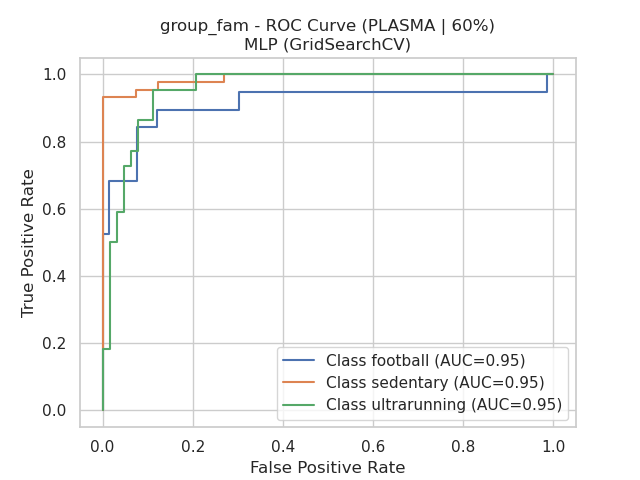 group_fam - ROC Curve (PLASMA | 60%)
MLP (GridSearchCV)
True Positive Rate
1.0
0.8
0.6
0.4
0.2
0.0
0.0 0.2 0.4 0.6 0.8 1.0
False Positive Rate
Class football (AUC=0.95)
Class sedentary (AUC=0.95)
Class ultrarunning (AUC=0.95)